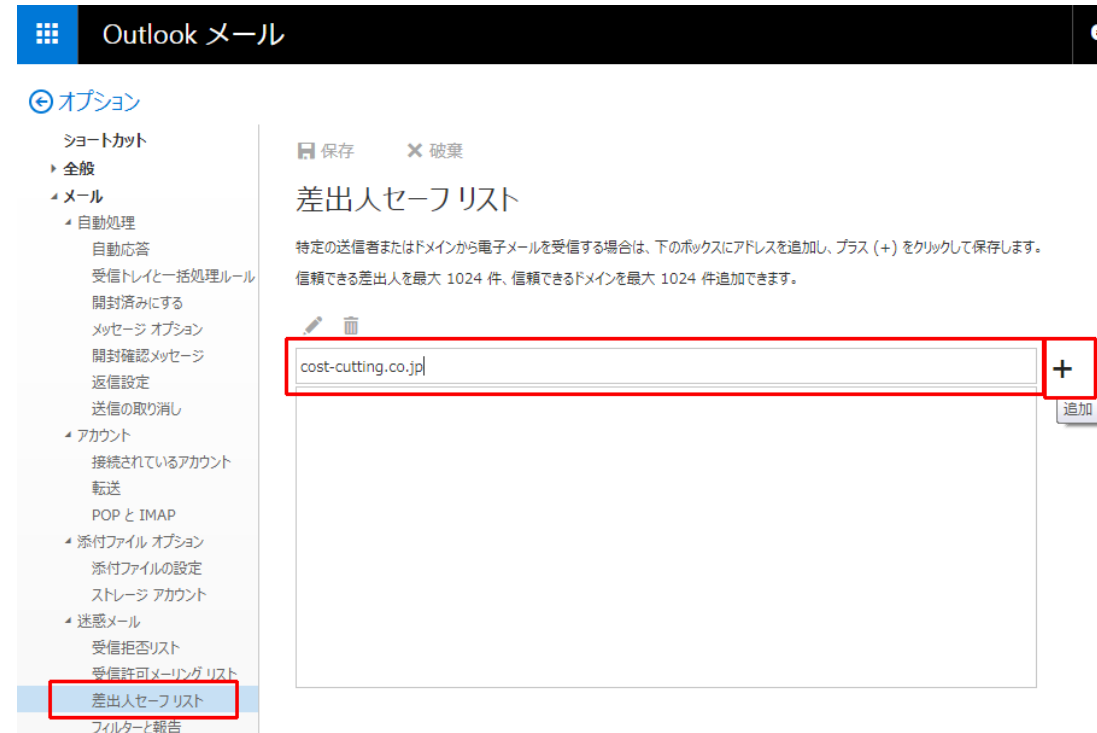 Outlook メール
オプション
ショートカット
全般
メール
自動処理
自動応答
受信トレイと一括処理ルール
開封済みにする
メッセージ オプション
開封確認メッセージ
返信設定
送信の取り消し
アカウント
接続されているアカウント
転送
POP と IMAP
添付ファイル オプション
添付ファイルの設定
ストレージ アカウント
迷惑メール
受信拒否リスト
受信許可メーリング リスト
差出人セーフ リスト
フィルターと報告
保存 破棄
差出人セーフ リスト
特定の送信者またはドメインから電子メールを受信する場合は、下のボックスにアドレスを追加し、プラス (+) をクリックして保存します。
信頼できる差出人を最大 1024 件、信頼できるドメインを最大 1024 件追加できます。
cost-cutting.co.jp +
追加